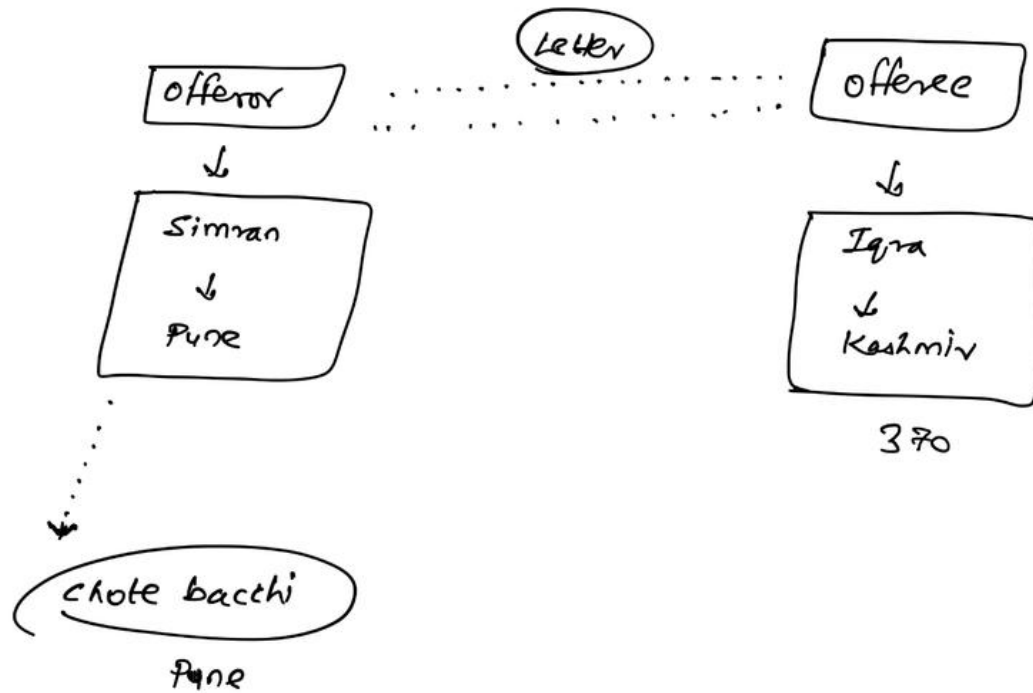 Letter
offeror
offeree
Simran
Pune
Iqra
Kashmir
370
chote bacchi
Pune